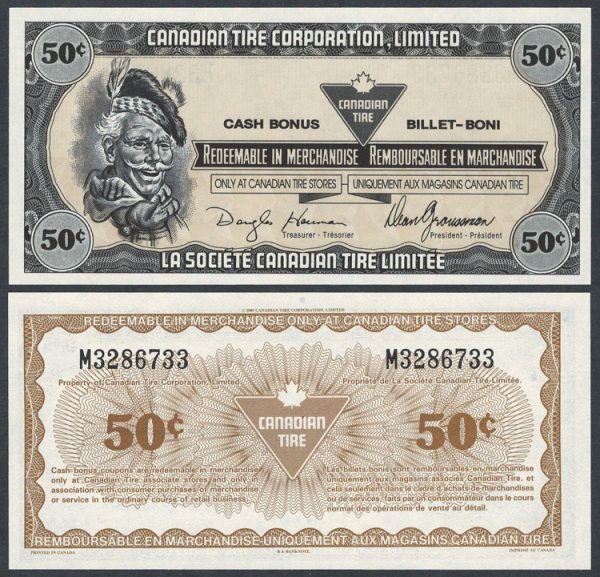 50¢ CANADIAN TIRE CORPORATION, LIMITED 50¢
CANADIAN
TIRE
CASH BONUS BILLET-BONI
REDEEMABLE IN MERCHANDISE REMBOURSABLE EN MARCHANDISE
ONLY AT CANADIAN TIRE STORES UNIQUEMENT AUX MAGASINS CANADIAN TIRE
Dean Groussman
Treasurer - Trésorier President - Président
50¢ LA SOCIÉTÉ CANADIAN TIRE LIMITÉE 50¢
CANADIAN TIRE CORPORATION, LIMITED
REDEEMABLE IN MERCHANDISE ONLY AT CANADIAN TIRE STORES
M3286733 M3286733
Property of Canadian Tire Corporation, Limited. Propriété de La Société Canadian Tire Limitée.
50¢ CANADIAN 50¢
TIRE
Cash bonus coupons are redeemable in merchandise
only at Canadian Tire associate stores and only in
association with consumer purchases of merchandise
or service in the ordinary course of retail business.
Les billets-bonis sont remboursables en marchandise
uniquement aux magasins associés Canadian Tire, et
cela seulement dans le cadre d'achats de marchandises
ou de services, faits par un consommateur dans le cours
normal des opérations de vente au détail.
REMBOURSABLE EN MARCHANDISE UNIQUEMENT AUX MAGASINS CANADIAN TIRE
PRINTED IN CANADA B A BANKNOTE. IMPRIMÉ AU CANADA